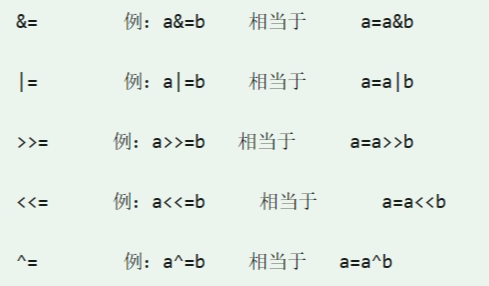 &= 例：a&=b 相当于 a=a&b
|= 例：a|=b 相当于 a=a|b
>>= 例：a>>=b 相当于 a=a>>b
<<= 例：a<<=b 相当于 a=a<<b
^= 例：a^=b 相当于 a=a^b